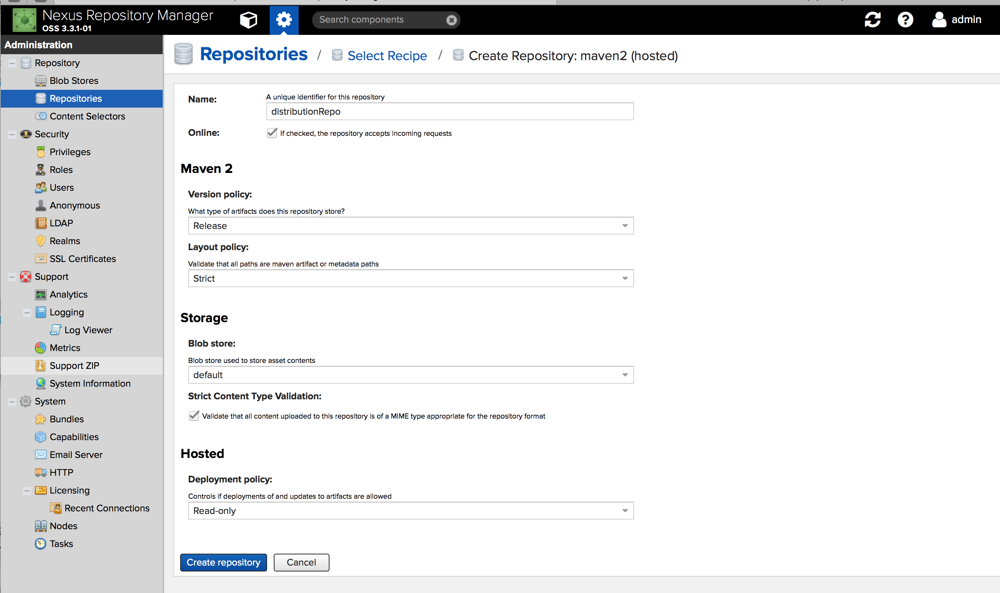 Nexus Repository Manager
OSS 3.3.1-01
Search components
admin
Administration
Repository
Blob Stores
Repositories
Content Selectors
Security
Privileges
Roles
Users
Anonymous
LDAP
Realms
SSL Certificates
Support
Analytics
Logging
Log Viewer
Metrics
Support ZIP
System Information
System
Bundles
Capabilities
Email Server
HTTP
Licensing
Recent Connections
Nodes
Tasks
Repositories / Select Recipe / Create Repository: maven2 (hosted)
Name:
A unique identifier for this repository
distributionRepo
Online:
If checked, the repository accepts incoming requests
Maven 2
Version policy:
What type of artifacts does this repository store?
Release
Layout policy:
Validate that all paths are maven artifact or metadata paths
Strict
Storage
Blob store:
Blob store used to store asset contents
default
Strict Content Type Validation:
Validate that all content uploaded to this repository is of a MIME type appropriate for the repository format
Hosted
Deployment policy:
Controls if deployments of and updates to artifacts are allowed
Read-only
Create repository
Cancel